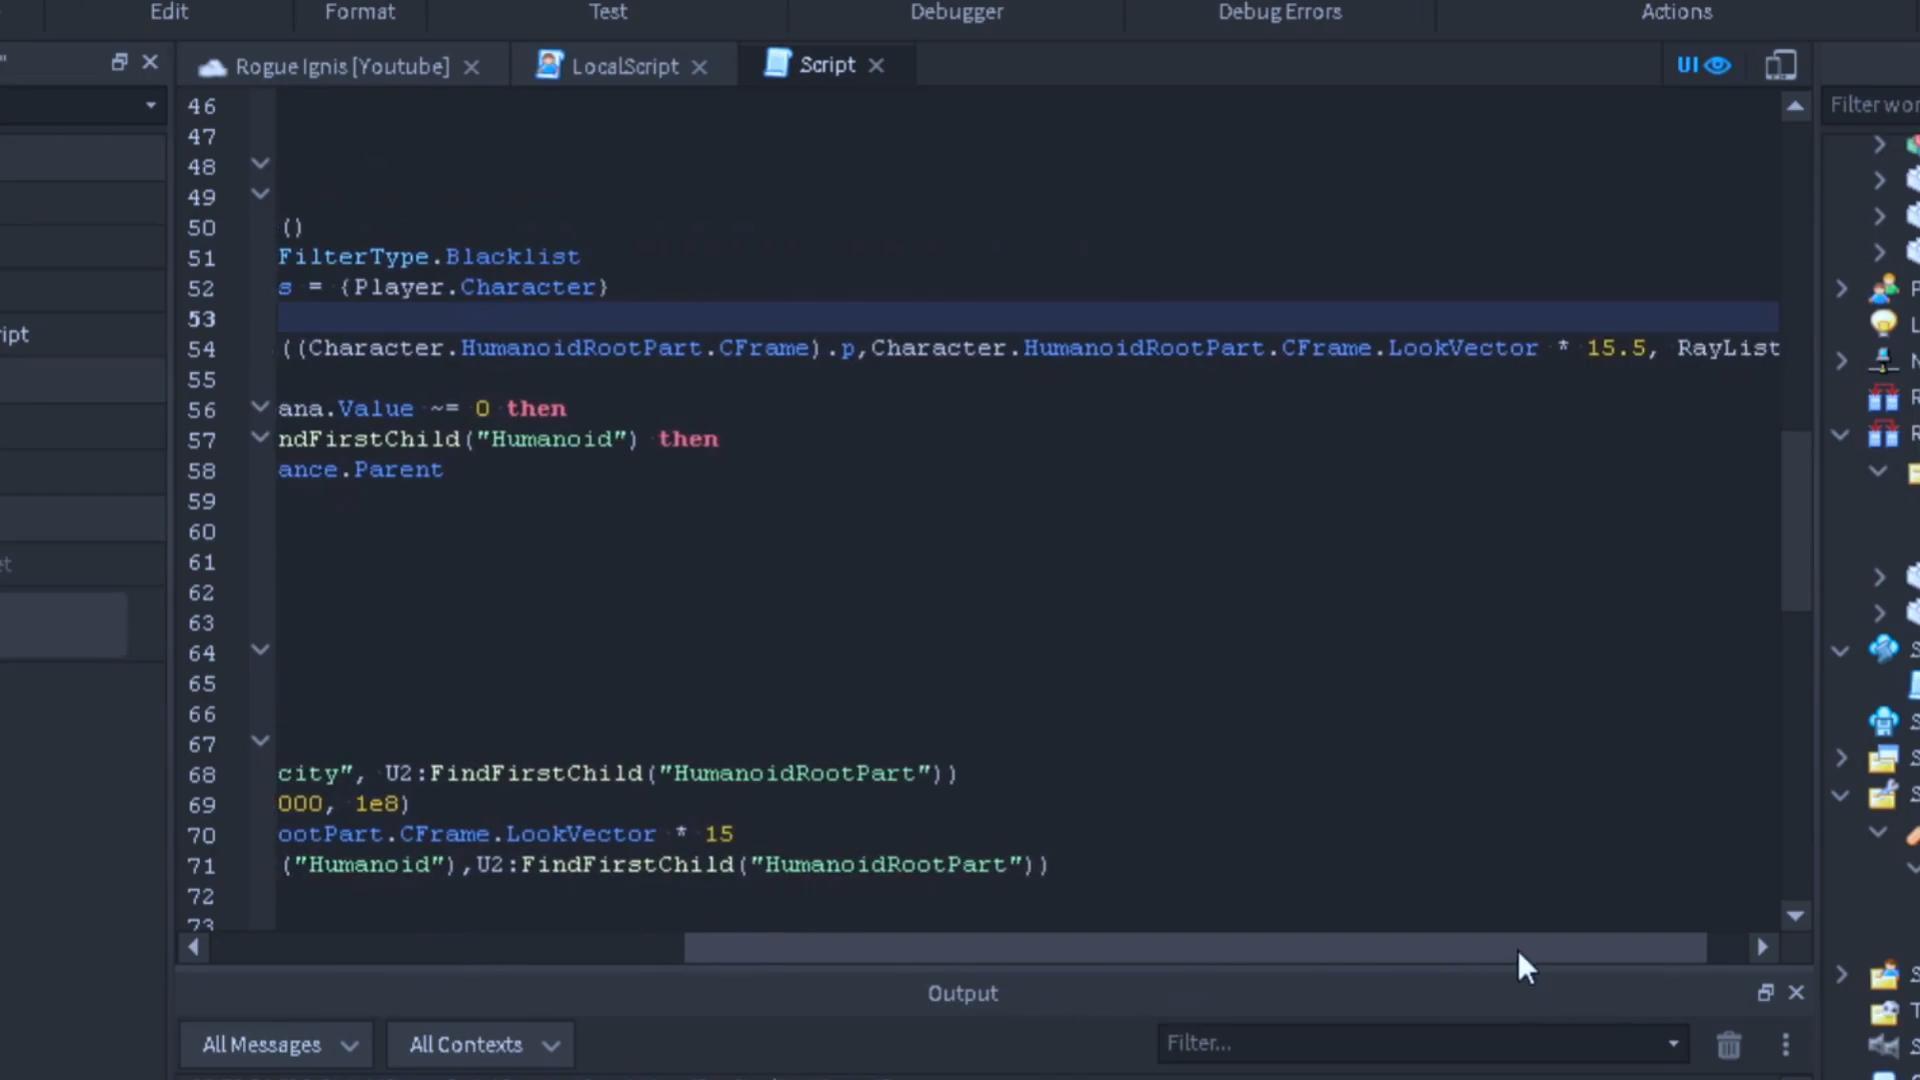 Edit Format Test Debugger Debug Errors Actions
Rogue Ignis [Youtube] LocalScript Script UI
46
47
48
49
50 ()
51 FilterType.Blacklist
52 s = {Player.Character}
53
54 ((Character.HumanoidRootPart.CFrame).p,Character.HumanoidRootPart.CFrame.LookVector * 15.5, RayList
55
56 ana.Value ~= 0 then
57 ndFirstChild("Humanoid") then
58 ance.Parent
59
60
61
62
63
64
65
66
67
68 city", U2:FindFirstChild("HumanoidRootPart"))
69 000, 1e8)
70 ootPart.CFrame.LookVector * 15
71 ("Humanoid"),U2:FindFirstChild("HumanoidRootPart"))
72
73
ipt
et
Filter wor
P
L
N
R
R
S
S
S
S
S
T
S
Output
All Messages All Contexts Filter...